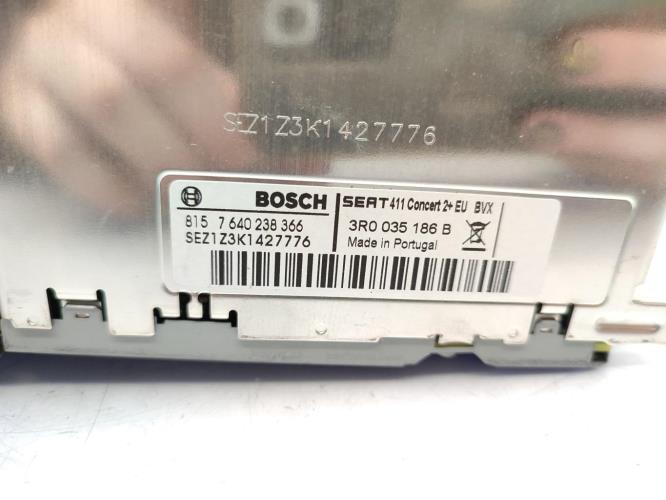 SEZ1Z3K1427776
BOSCH
815 7 640 238 366
SEZ1Z3K1427776
SEAT 411 Concert 2+ EU BVX
3R0 035 186 B
Made in Portugal